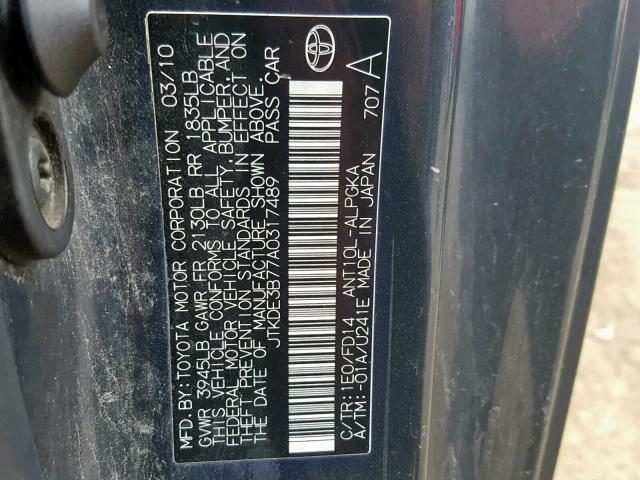 MFD.BY:TOYOTA MOTOR CORPORATION 03/10
GVWR 3945LB GAWR FR 2130LB RR 1835LB
THIS VEHICLE CONFORMS TO ALL APPLICABLE
FEDERAL MOTOR VEHICLE SAFETY,BUMPER,AND
THEFT PREVENTION STANDARDS IN EFFECT ON
THE DATE OF MANUFACTURE SHOWN ABOVE.
JTKDE3B77A0317489 PASS CAR
C/TR:1E0/FD14 ANT10L-ALPGKA
A/TM:-01A/U241E MADE IN JAPAN
707 A